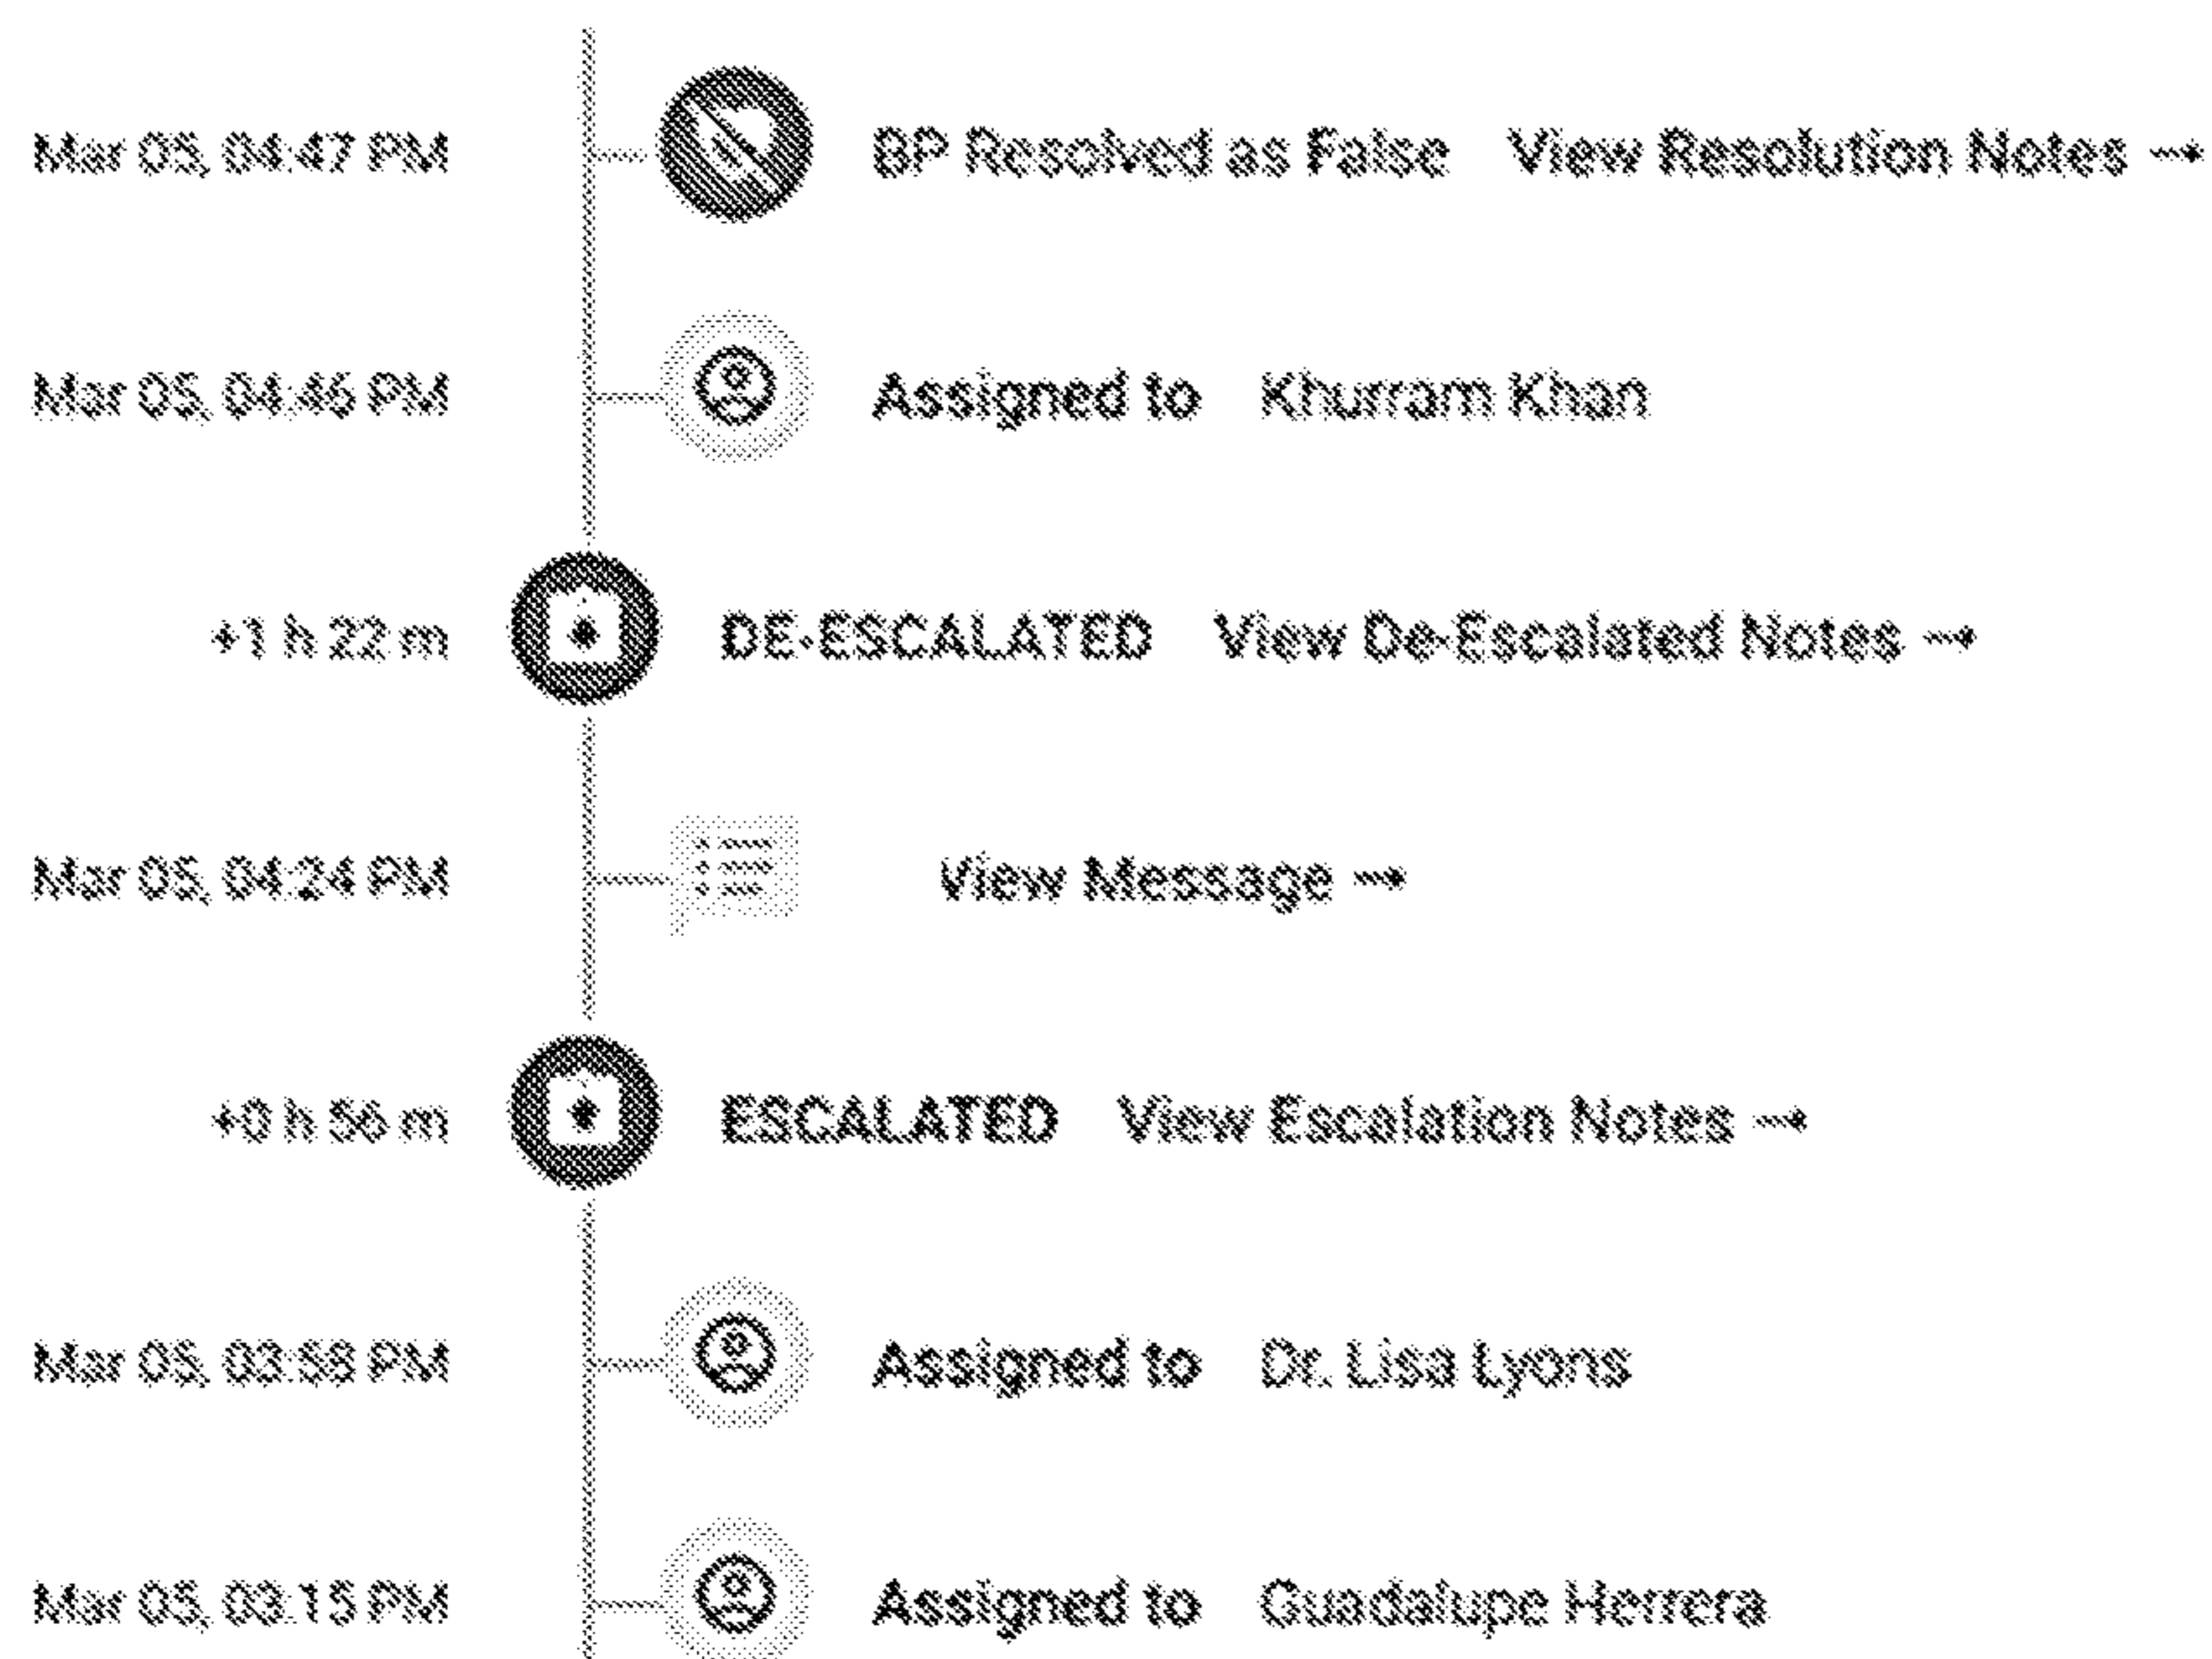 Mar 05, 04:47 PM BP Resolved as False View Resolution Notes →
Mar 05, 04:46 PM Assigned to Khurram Khan
+1 h 22 m DE-ESCALATED View De-Escalated Notes →
Mar 05, 04:24 PM View Message →
+0 h 56 m ESCALATED View Escalation Notes →
Mar 05, 03:58 PM Assigned to Dr. Lisa Lyons
Mar 05, 03:15 PM Assigned to Guadalupe Herrera